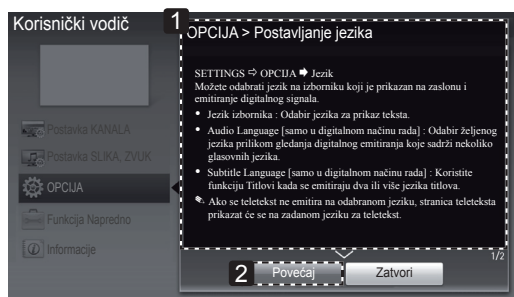 Korisnički vodič
1
OPCIJA > Postavljanje jezika
SETTINGS ⇨ OPCIJA ➡ Jezik
Možete odabrati jezik na izborniku koji je prikazan na zaslonu i
emitiranje digitalnog signala.
• Jezik izbornika : Odabir jezika za prikaz teksta.
• Audio Language [samo u digitalnom načinu rada] : Odabir željenog
jezika prilikom gledanja digitalnog emitiranja koje sadrži nekoliko
glasovnih jezika.
• Subtitle Language [samo u digitalnom načinu rada] : Koristite
funkciju Titlovi kada se emitiraju dva ili više jezika titlova.
✎ Ako se teletekst ne emitira na odabranom jeziku, stranica teleteksta
prikazat će se na zadanom jeziku za teletekst.
Postavka KANALA
Postavka SLIKA, ZVUK
OPCIJA
Funkcija Napredno
Informacije
1/2
2
Povećaj
Zatvori